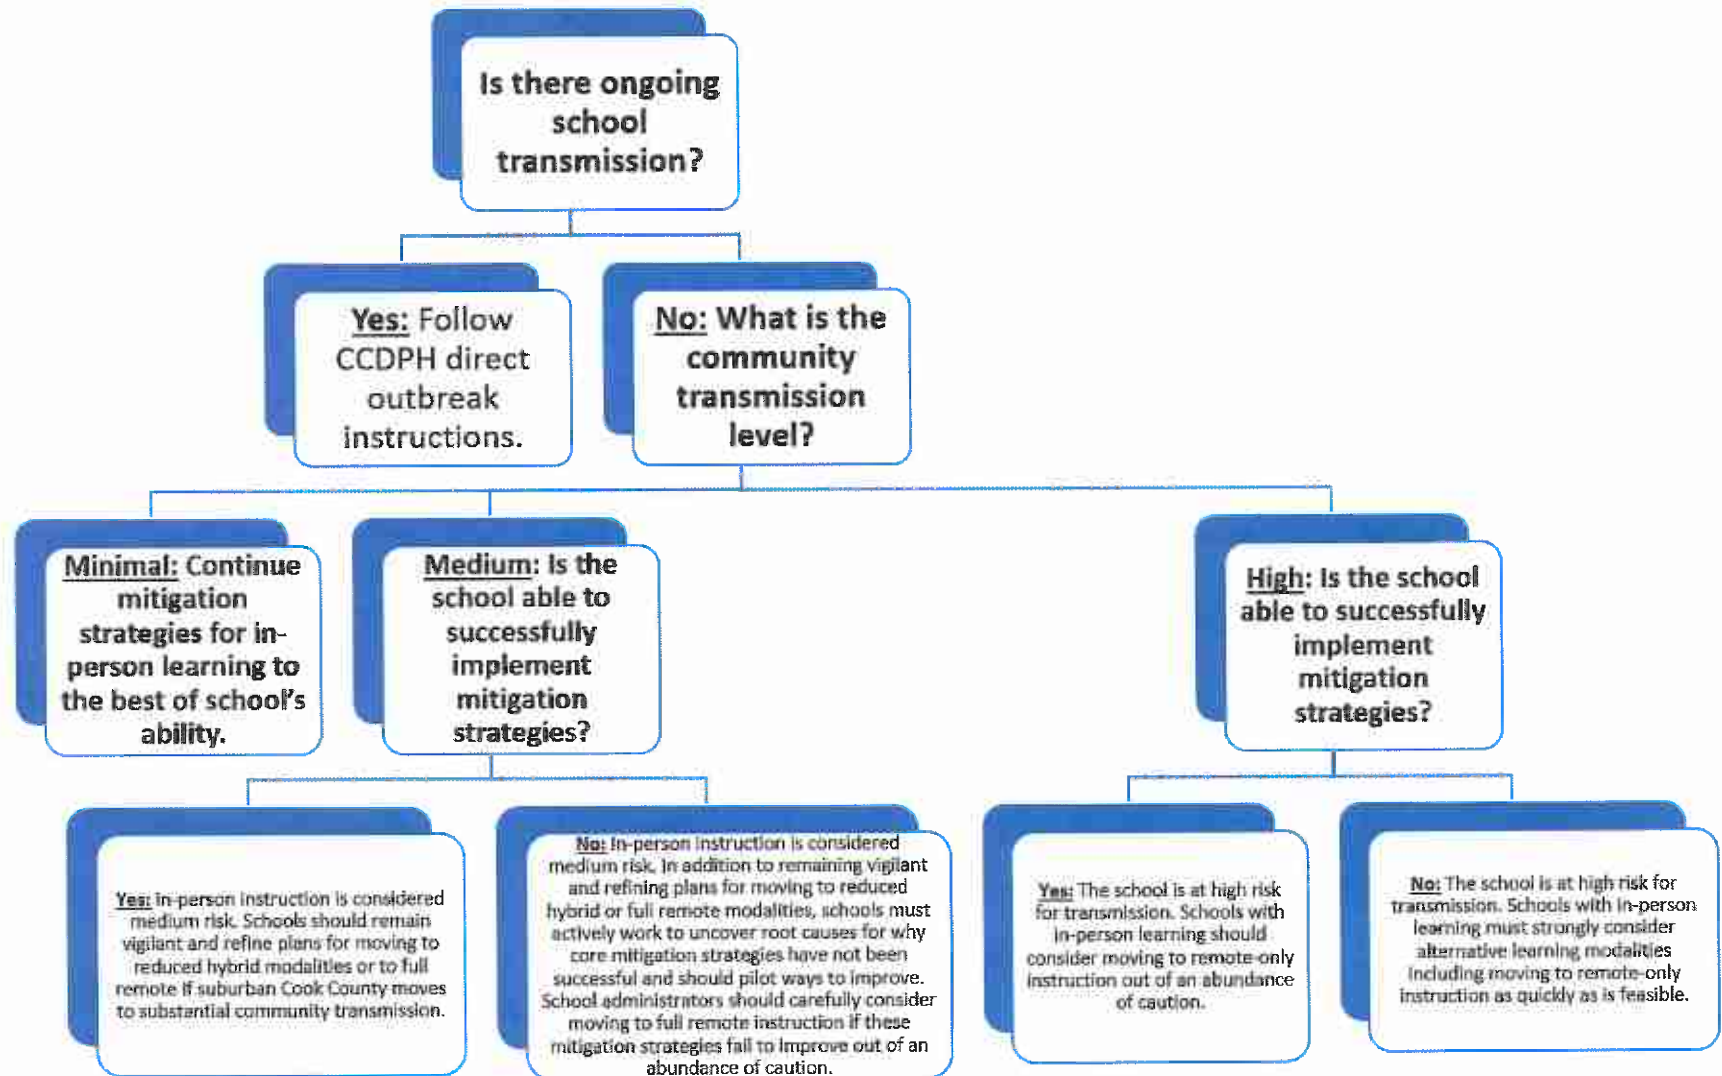 Is there ongoing
school
transmission?
Yes: Follow
CCDPH direct
outbreak
instructions.
No: What is the
community
transmission
level?
Minimal: Continue
mitigation
strategies for in-
person learning to
the best of school's
ability.
Medium: Is the
school able to
successfully
implement
mitigation
strategies?
High: Is the school
able to successfully
implement
mitigation
strategies?
Yes: In-person instruction is considered
medium risk. Schools should remain
vigilant and refine plans for moving to
reduced hybrid modalities or to full
remote if suburban Cook County moves
to substantial community transmission.
No: In-person instruction is considered
medium risk. In addition to remaining vigilant
and refining plans for moving to reduced
hybrid or full remote modalities, schools must
actively work to uncover root causes for why
core mitigation strategies have not been
successful and should pilot ways to improve.
School administrators should carefully consider
moving to full remote instruction if these
mitigation strategies fail to improve out of an
abundance of caution.
Yes: The school is at high risk
for transmission. Schools with
in-person learning should
consider moving to remote-only
instruction out of an abundance
of caution.
No: The school is at high risk for
transmission. Schools with in-person
learning must strongly consider
alternative learning modalities
including moving to remote-only
instruction as quickly as is feasible.